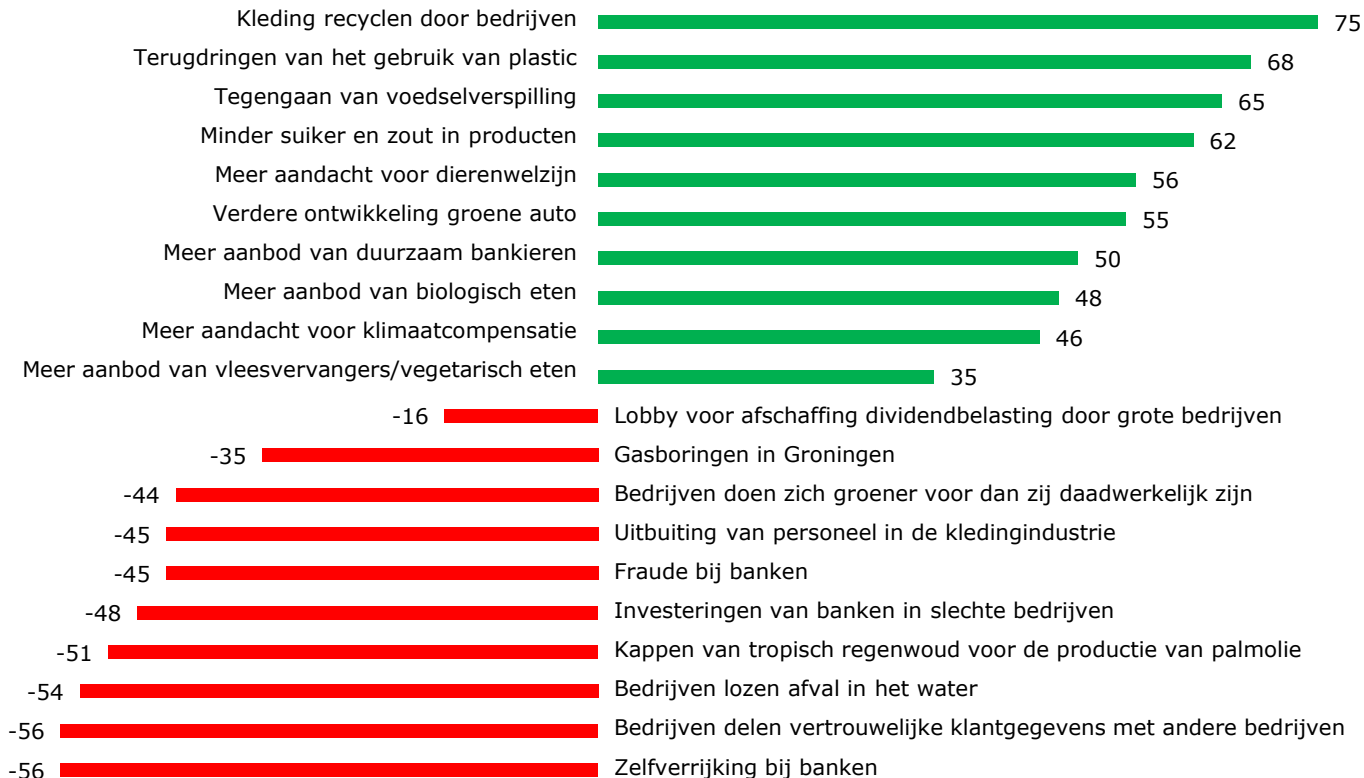 Kleding recyclen door bedrijven 75
Terugdringen van het gebruik van plastic 68
Tegengaan van voedselverspilling 65
Minder suiker en zout in producten 62
Meer aandacht voor dierenwelzijn 56
Verdere ontwikkeling groene auto 55
Meer aanbod van duurzaam bankieren 50
Meer aanbod van biologisch eten 48
Meer aandacht voor klimaatcompensatie 46
Meer aanbod van vleesvervangers/vegetarisch eten 35
-16 Lobby voor afschaffing dividendbelasting door grote bedrijven
-35 Gasboringen in Groningen
-44 Bedrijven doen zich groener voor dan zij daadwerkelijk zijn
-45 Uitbuiting van personeel in de kledingindustrie
-45 Fraude bij banken
-48 Investeringen van banken in slechte bedrijven
-51 Kappen van tropisch regenwoud voor de productie van palmolie
-54 Bedrijven lozen afval in het water
-56 Bedrijven delen vertrouwelijke klantgegevens met andere bedrijven
-56 Zelfverrijking bij banken